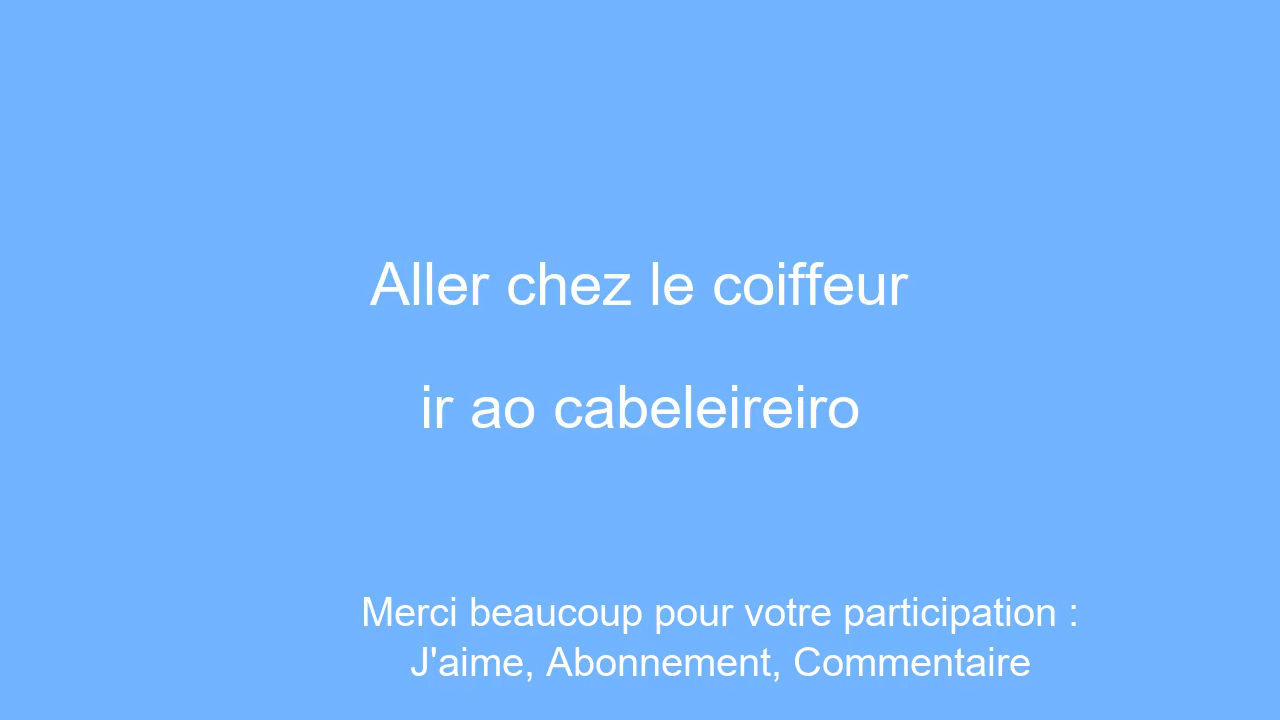 Aller chez le coiffeur
ir ao cabeleireiro
Merci beaucoup pour votre participation :
J'aime, Abonnement, Commentaire